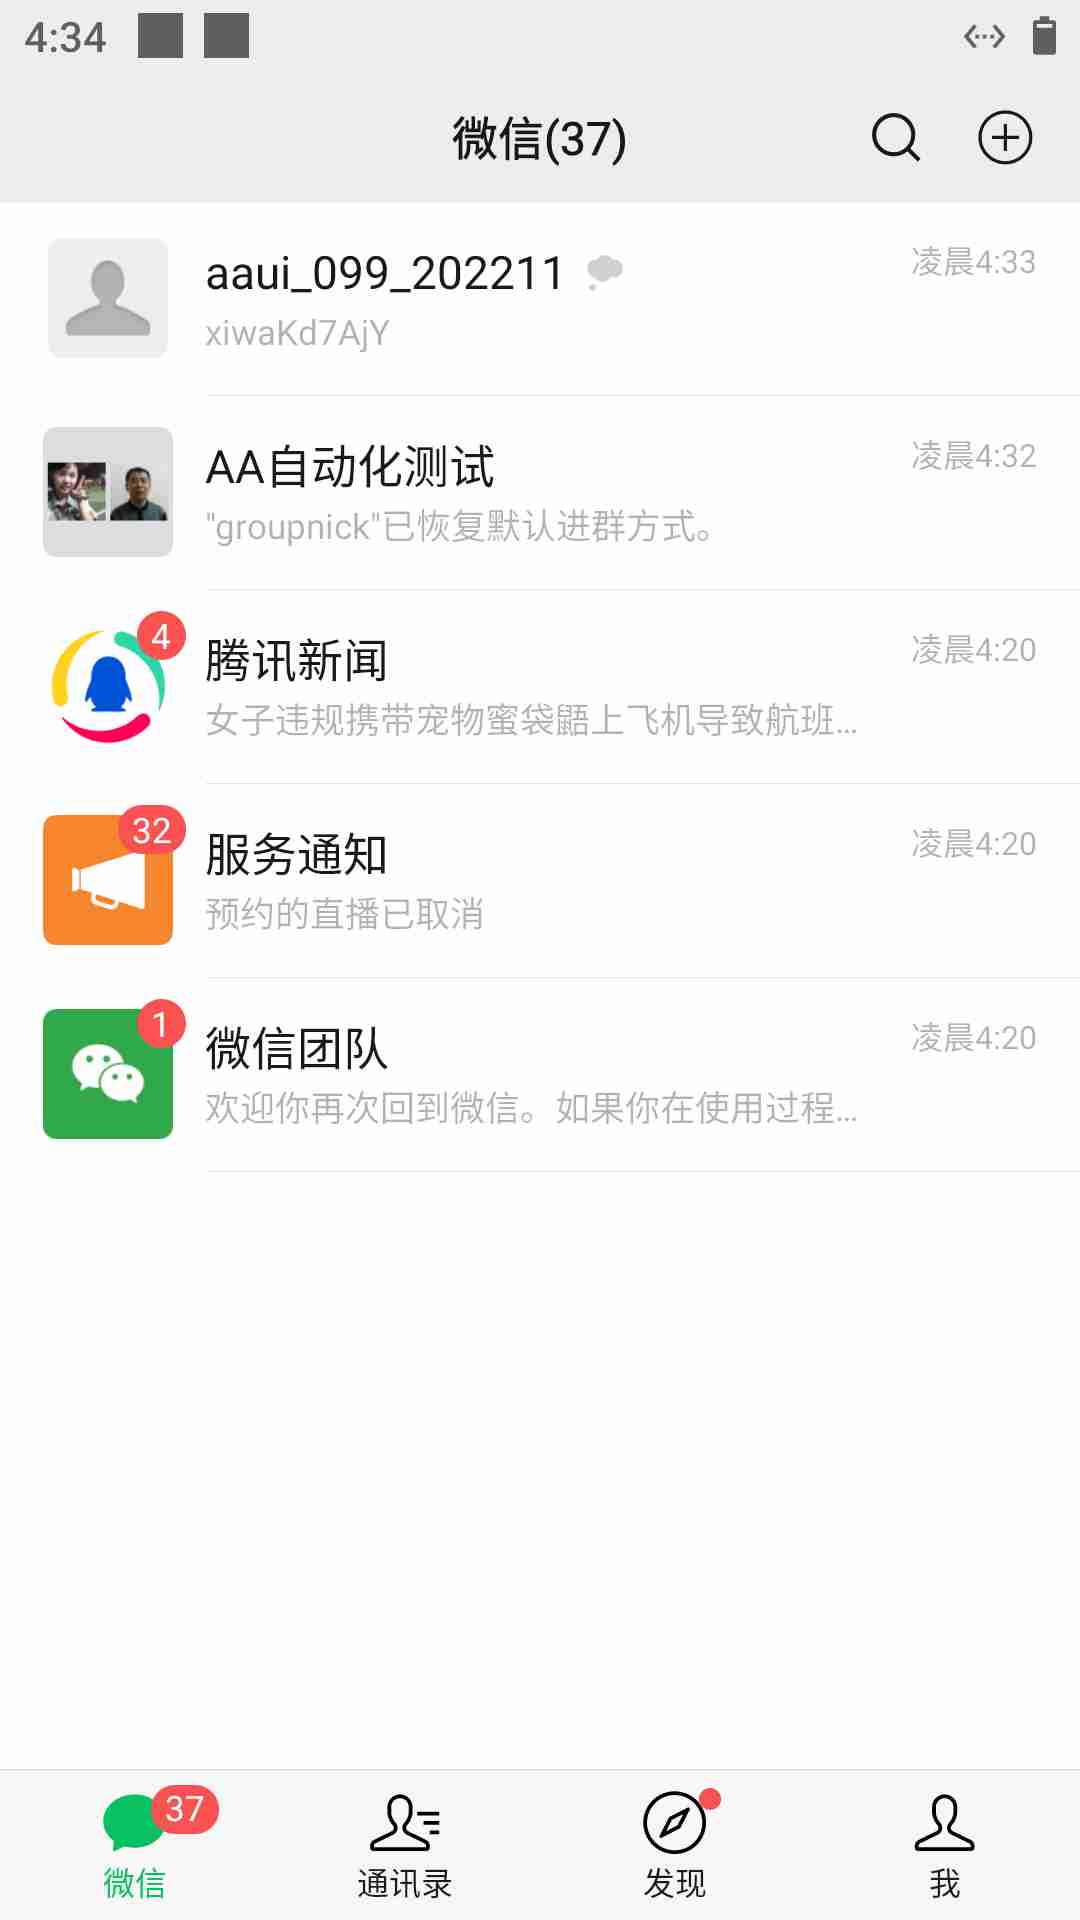 4:34
微信(37)
aaui_099_202211
凌晨4:33
xiwaKd7AjY
AA自动化测试
凌晨4:32
"groupnick"已恢复默认进群方式。
4
腾讯新闻
凌晨4:20
女子违规携带宠物蜜袋鼯上飞机导致航班...
32
服务通知
凌晨4:20
预约的直播已取消
1
微信团队
凌晨4:20
欢迎你再次回到微信。如果你在使用过程...
37
微信
通讯录
发现
我